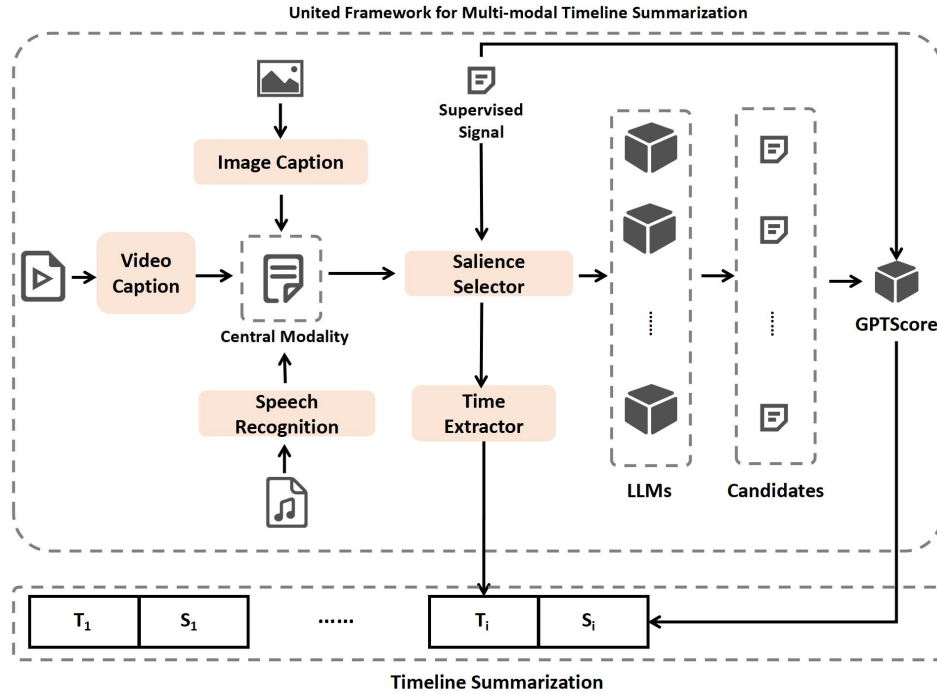 United Framework for Multi-modal Timeline Summarization
Supervised
Signal
Image Caption
Video
Caption
Central Modality
Salience
Selector
GPTScore
Speech
Recognition
Time
Extractor
LLMs
Candidates
T1
S1
......
Ti
Si
Timeline Summarization